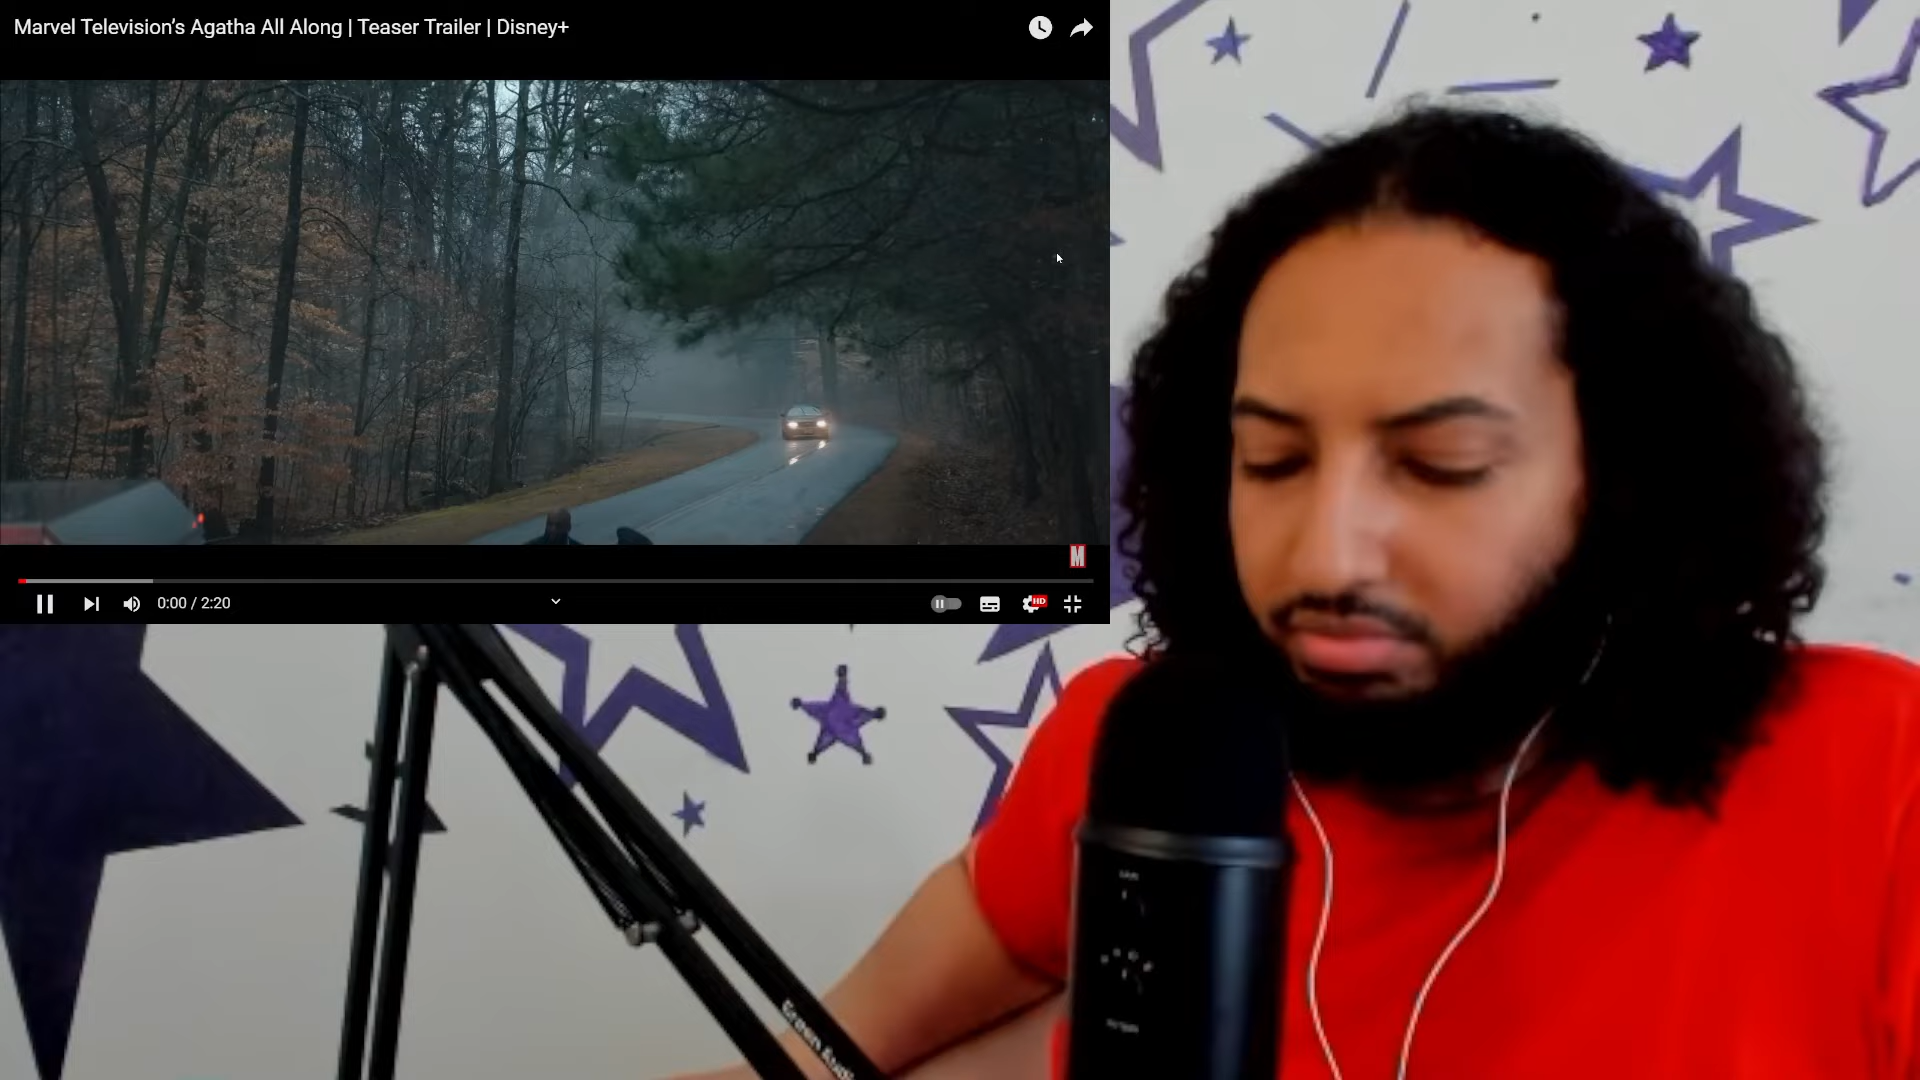 Marvel Television's Agatha All Along | Teaser Trailer | Disney+
M
0:00 / 2:20
HD